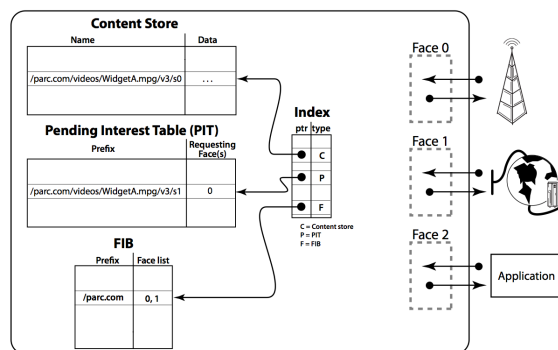 Content Store
Name Data
/parc.com/videos/WidgetA.mpg/v3/s0 ...
Pending Interest Table (PIT)
Prefix Requesting Face(s)
/parc.com/videos/WidgetA.mpg/v3/s1 0
FIB
Prefix Face list
/parc.com 0, 1
Index
ptr type
C
P
F
C = Content store
P = PIT
F = FIB
Face 0
Face 1
Face 2
Application